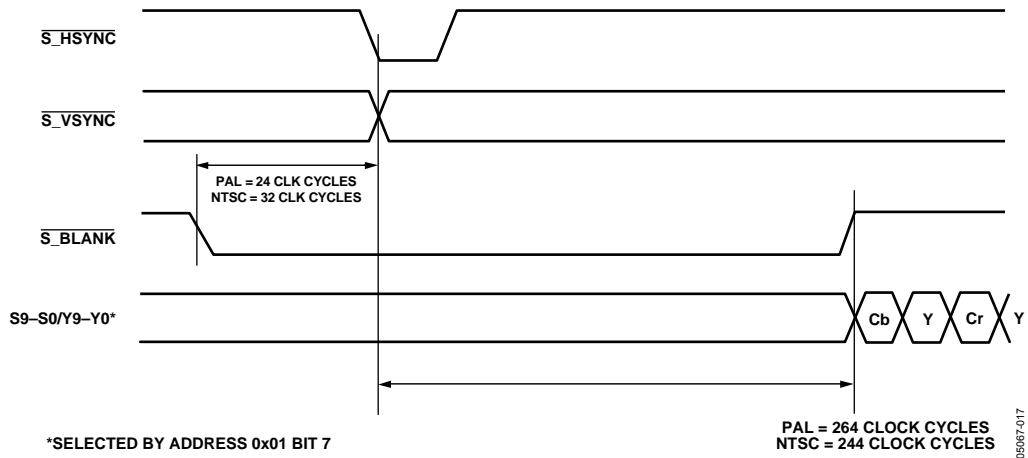 S_HSYNC
S_VSYNC
PAL = 24 CLK CYCLES
NTSC = 32 CLK CYCLES
S_BLANK
S9–S0/Y9–Y0*
Cb
Y
Cr
Y
PAL = 264 CLOCK CYCLES
NTSC = 244 CLOCK CYCLES
*SELECTED BY ADDRESS 0x01 BIT 7
05067-017